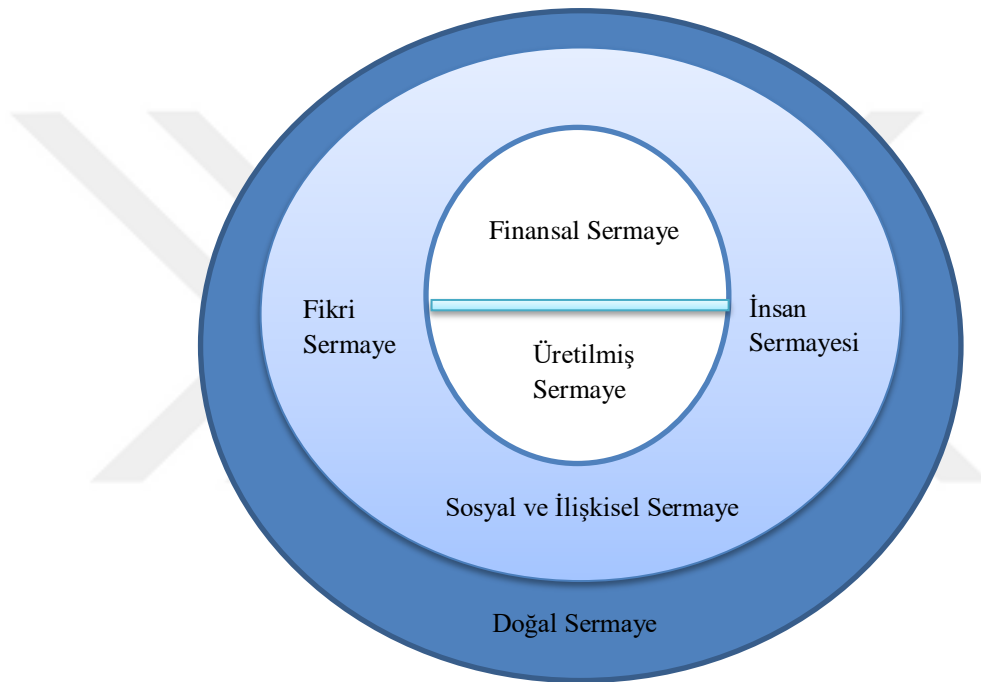 Finansal Sermaye
Fikri
Sermaye
İnsan
Sermayesi
Üretilmiş
Sermaye
Sosyal ve İlişkisel Sermaye
Doğal Sermaye